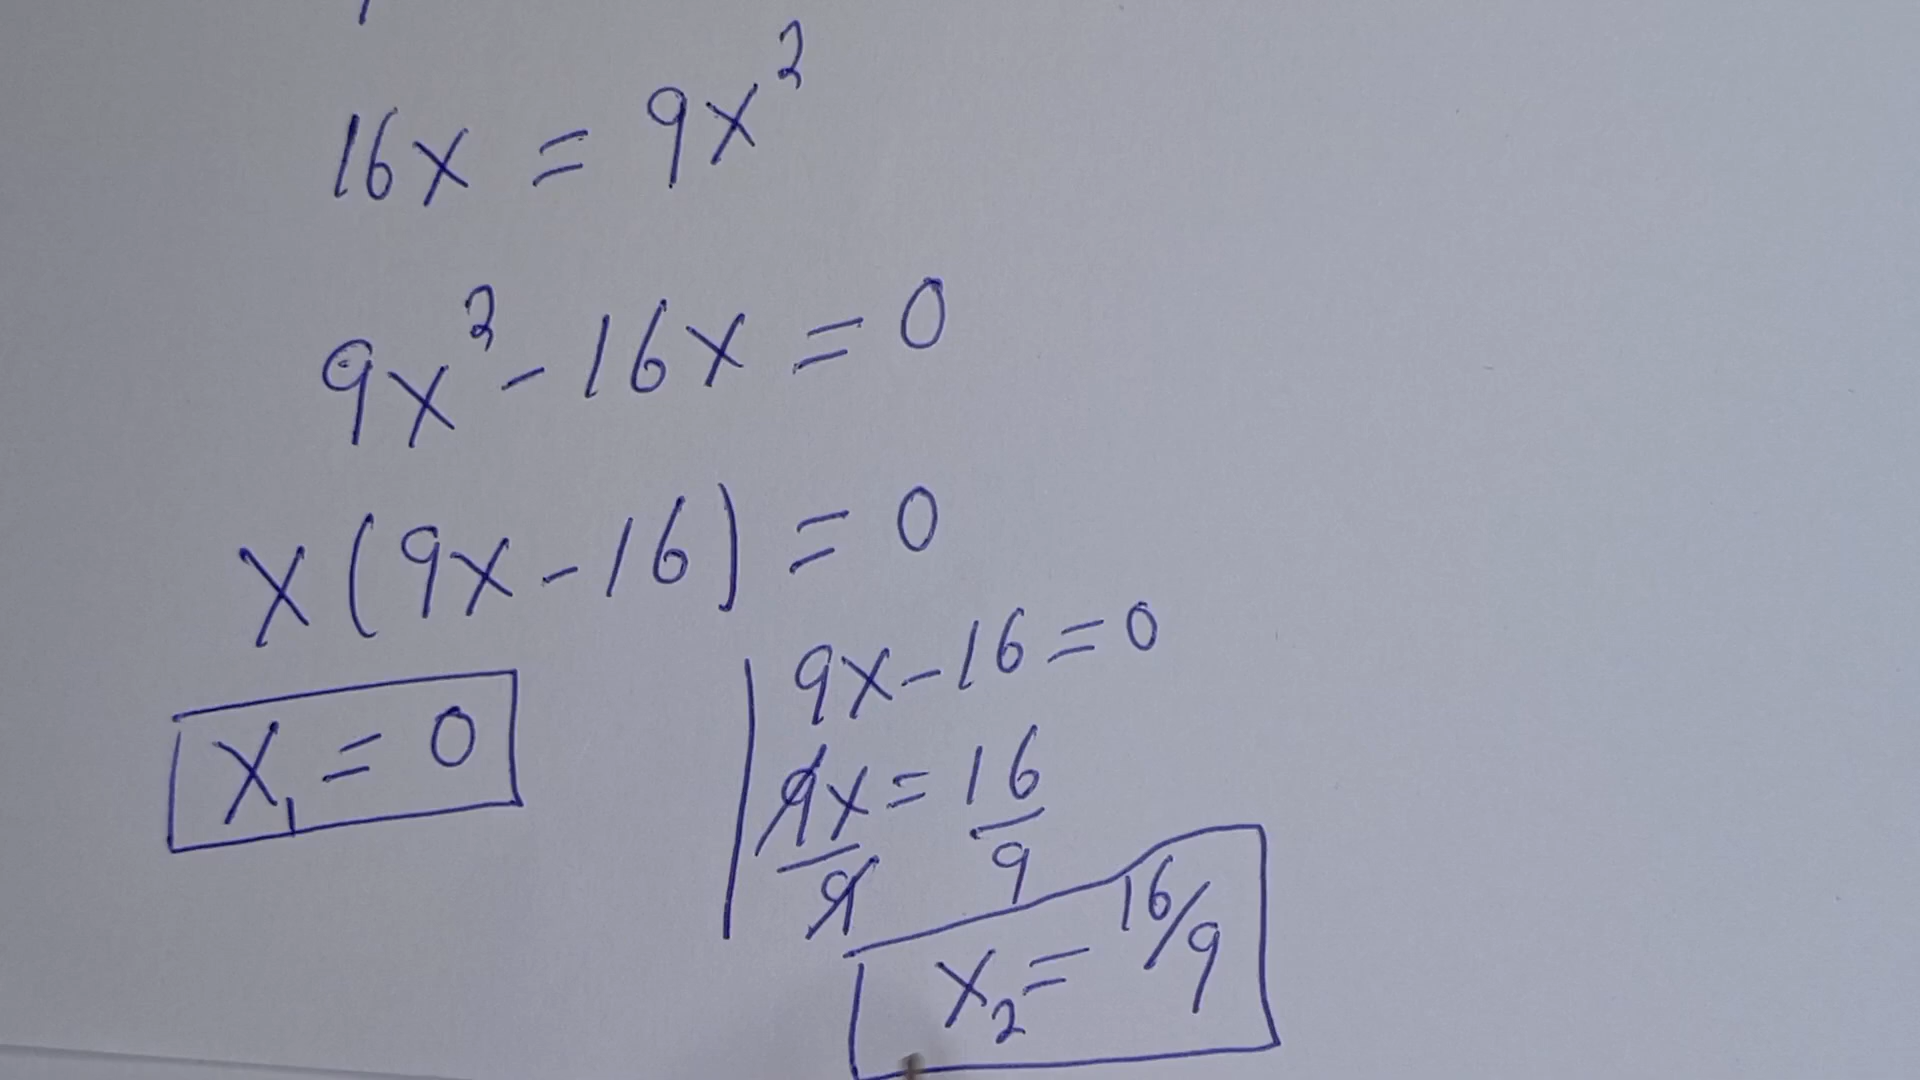 16x = 9x²
9x² - 16x = 0
x(9x - 16) = 0
x₁ = 0
9x - 16 = 0
9x/9 = 16/9
x₂ = 16/9